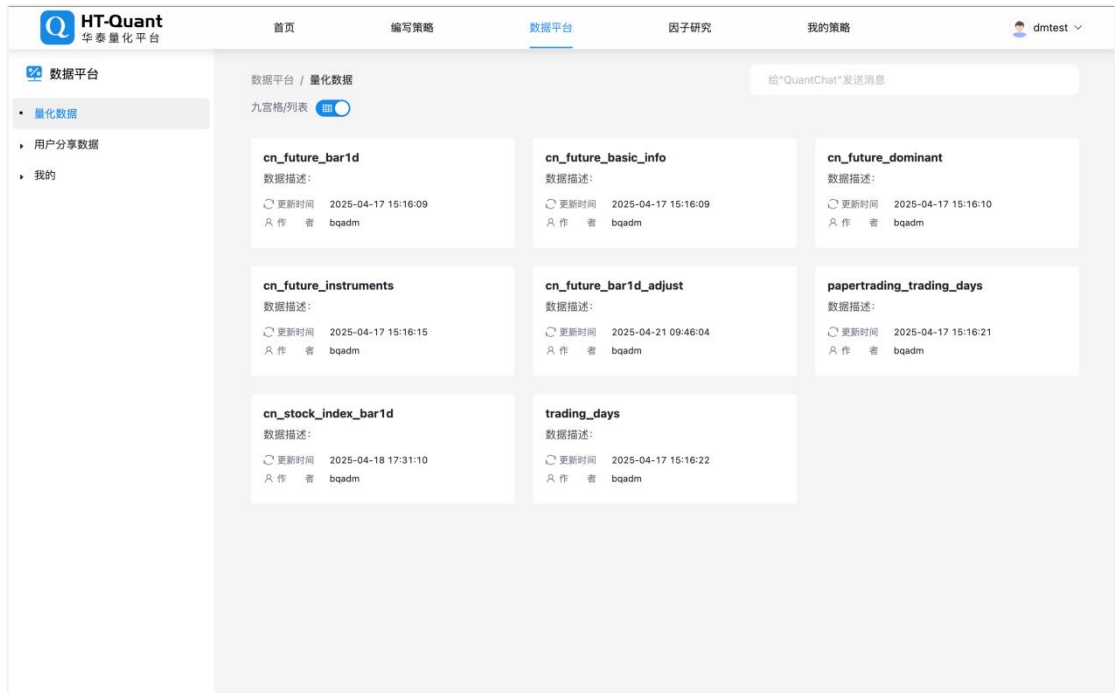 HT-Quant
华泰量化平台
首页 编写策略 数据平台 因子研究 我的策略 dmtest
数据平台
量化数据
用户分享数据
我的
数据平台 / 量化数据
给"QuantChat"发送消息
九宫格/列表
cn_future_bar1d
数据描述:
更新时间 2025-04-17 15:16:09
作 者 bqadm
cn_future_basic_info
数据描述:
更新时间 2025-04-17 15:16:09
作 者 bqadm
cn_future_dominant
数据描述:
更新时间 2025-04-17 15:16:10
作 者 bqadm
cn_future_instruments
数据描述:
更新时间 2025-04-17 15:16:15
作 者 bqadm
cn_future_bar1d_adjust
数据描述:
更新时间 2025-04-21 09:46:04
作 者 bqadm
papertrading_trading_days
数据描述:
更新时间 2025-04-17 15:16:21
作 者 bqadm
cn_stock_index_bar1d
数据描述:
更新时间 2025-04-18 17:31:10
作 者 bqadm
trading_days
数据描述:
更新时间 2025-04-17 15:16:22
作 者 bqadm